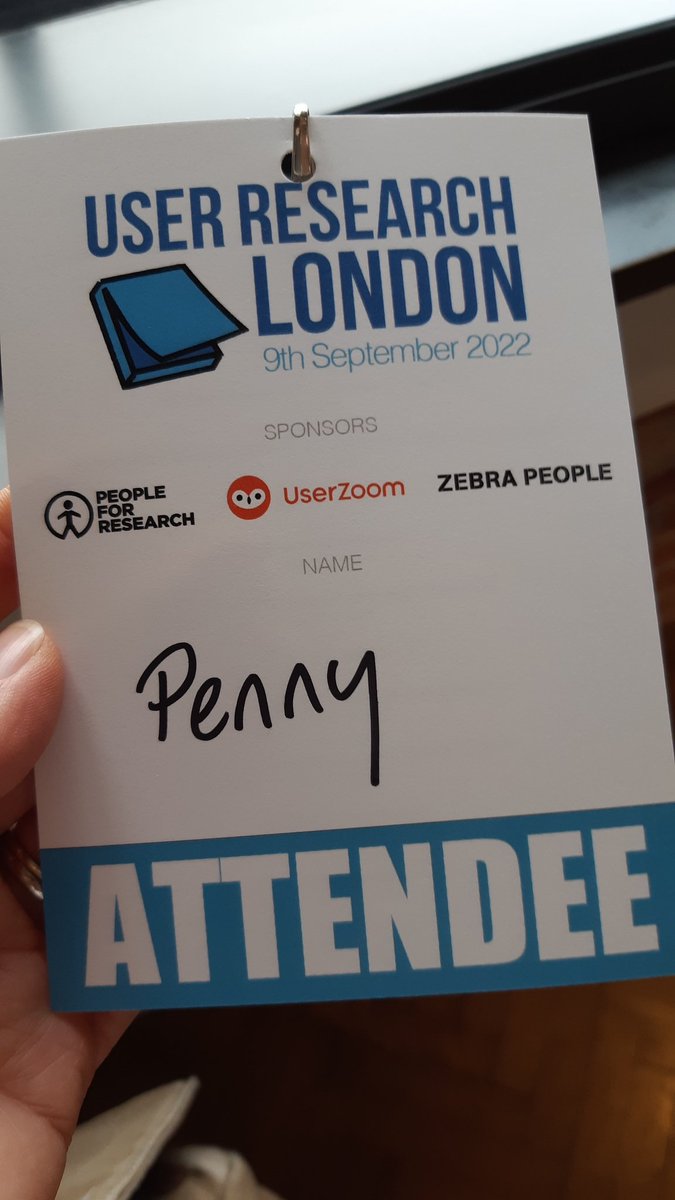 USER RESEARCH
LONDON
9th September 2022
SPONSORS
PEOPLE
FOR
RESEARCH
UserZoom
ZEBRA PEOPLE
NAME
Penny
ATTENDEE